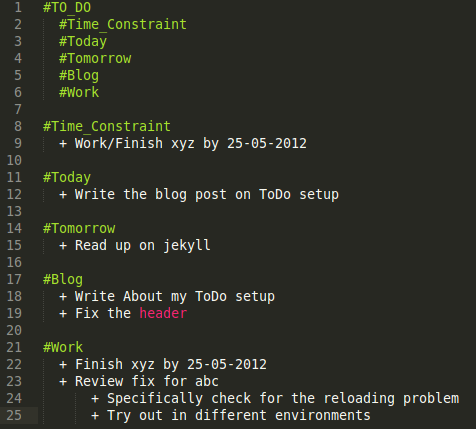 1 #TO_DO
2 #Time_Constraint
3 #Today
4 #Tomorrow
5 #Blog
6 #Work
7
8 #Time_Constraint
9 + Work/Finish xyz by 25-05-2012
10
11 #Today
12 + Write the blog post on ToDo setup
13
14 #Tomorrow
15 + Read up on jekyll
16
17 #Blog
18 + Write About my ToDo setup
19 + Fix the header
20
21 #Work
22 + Finish xyz by 25-05-2012
23 + Review fix for abc
24 + Specifically check for the reloading problem
25 + Try out in different environments